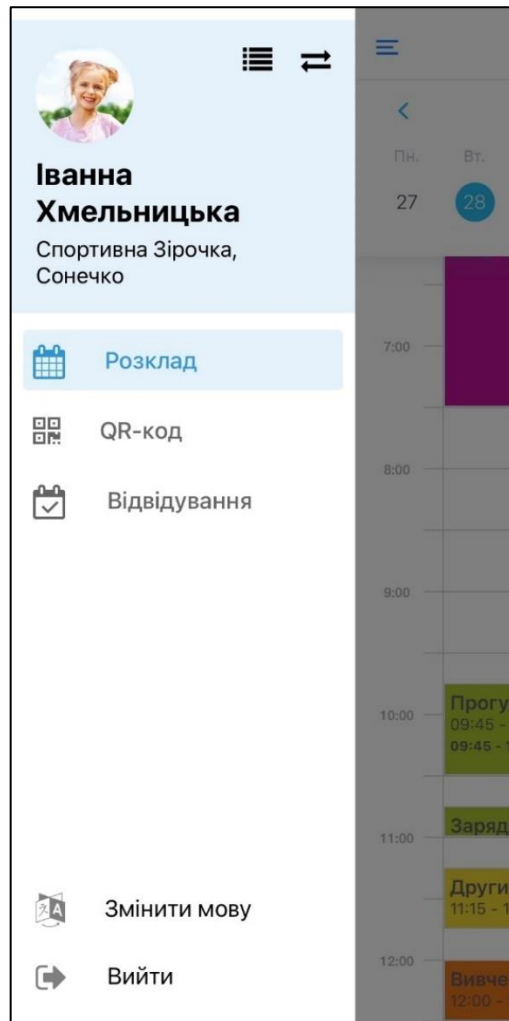 Іванна
Хмельницька
Спортивна Зірочка,
Сонечко
Розклад
QR-код
Відвідування
Змінити мову
Вийти
Пн. Вт.
27 28
7:00
8:00
9:00
10:00
09:45 -
09:45 -
11:00
11:15 -
12:00
12:00 -